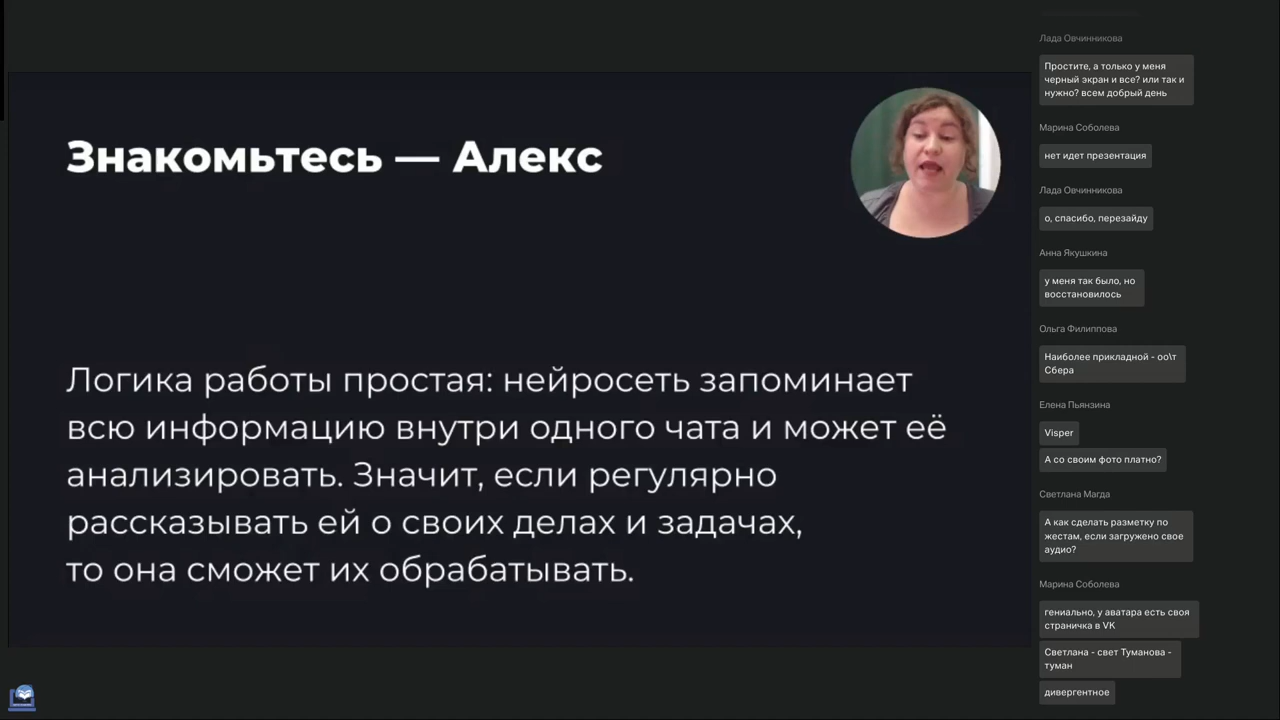 Знакомьтесь — Алекс
Логика работы простая: нейросеть запоминает
всю информацию внутри одного чата и может её
анализировать. Значит, если регулярно
рассказывать ей о своих делах и задачах,
то она сможет их обрабатывать.
Лада Овчинникова
Простите, а только у меня
черный экран и все? или так и
нужно? всем добрый день
Марина Соболева
нет идет презентация
Лада Овчинникова
о, спасибо, перезайду
Анна Якушкина
у меня так было, но
восстановилось
Ольга Филиппова
Наиболее прикладной - оо\т
Сбера
Елена Пьянзина
Visper
А со своим фото платно?
Светлана Магда
А как сделать разметку по
жестам, если загружено свое
аудио?
Марина Соболева
гениально, у аватара есть своя
страничка в VK
Светлана - свет Туманова -
туман
дивергентное